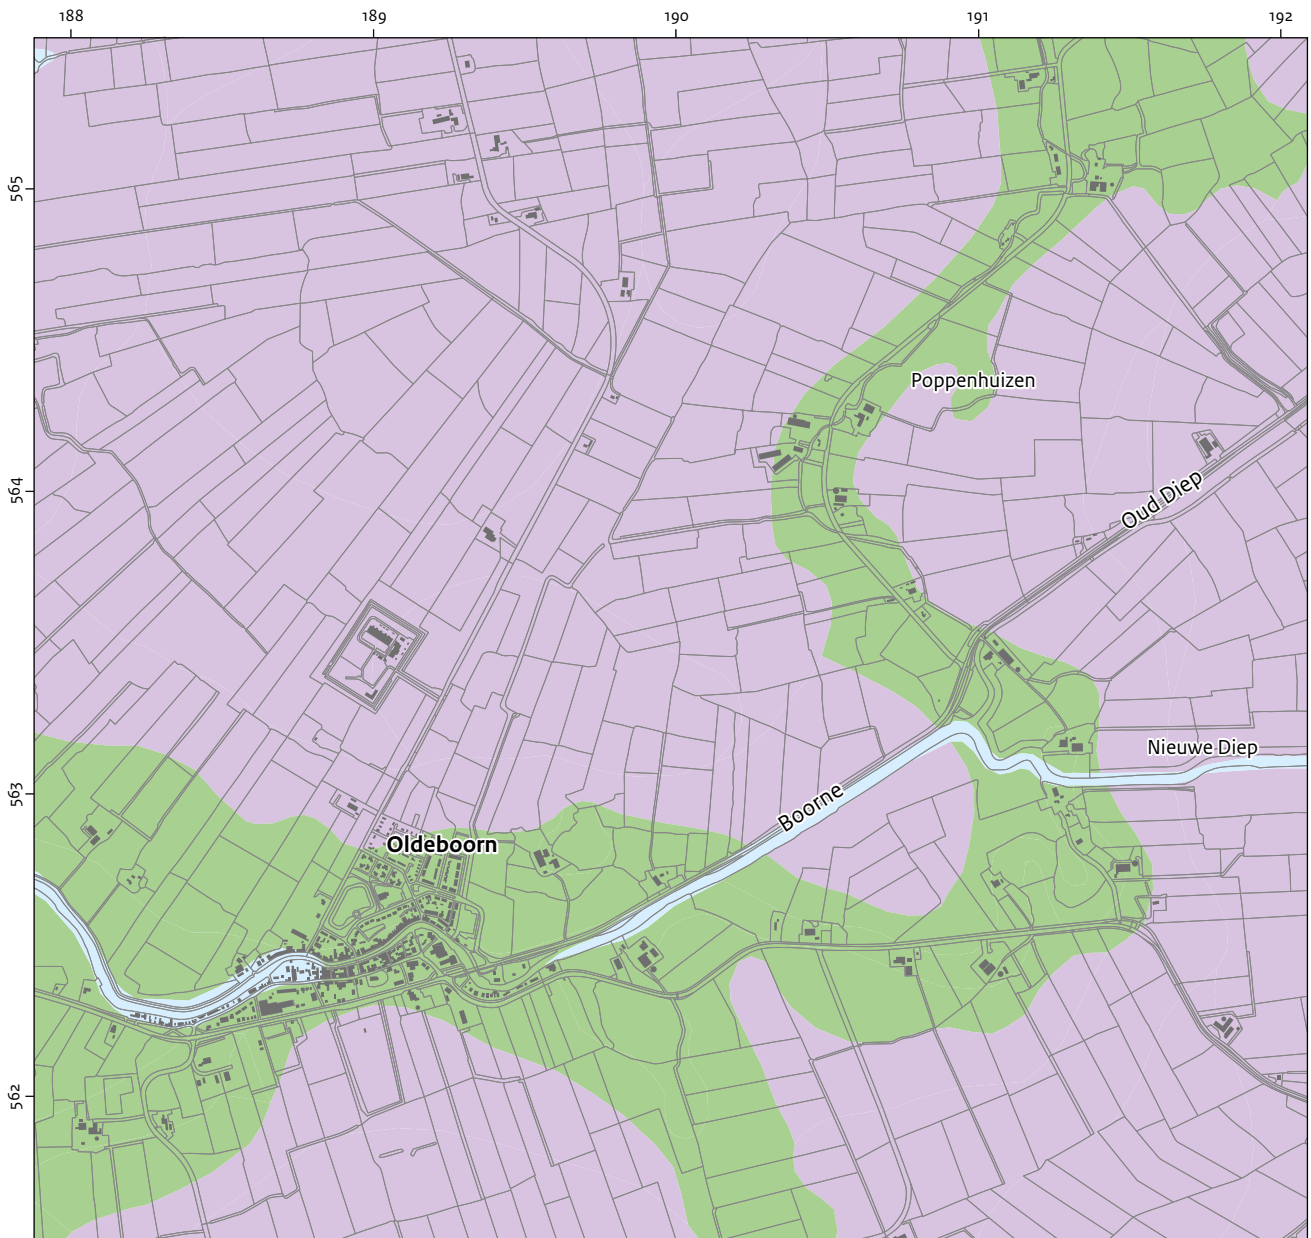 188 189 190 191 192
565
Poppenhuizen
564
Oud Diep
Nieuwe Diep
563
Boorne
Oldeboorn
562